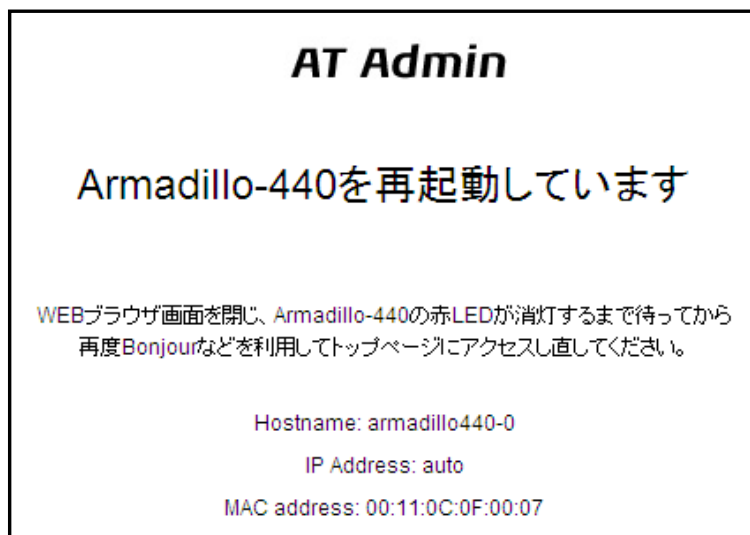 AT Admin
Armadillo-440を再起動しています
WEBブラウザ画面を閉じ、Armadillo-440の赤LEDが消灯するまで待ってから
再度Bonjourなどを利用してトップページにアクセスし直してください。
Hostname: armadillo440-0
IP Address: auto
MAC address: 00:11:0C:0F:00:07